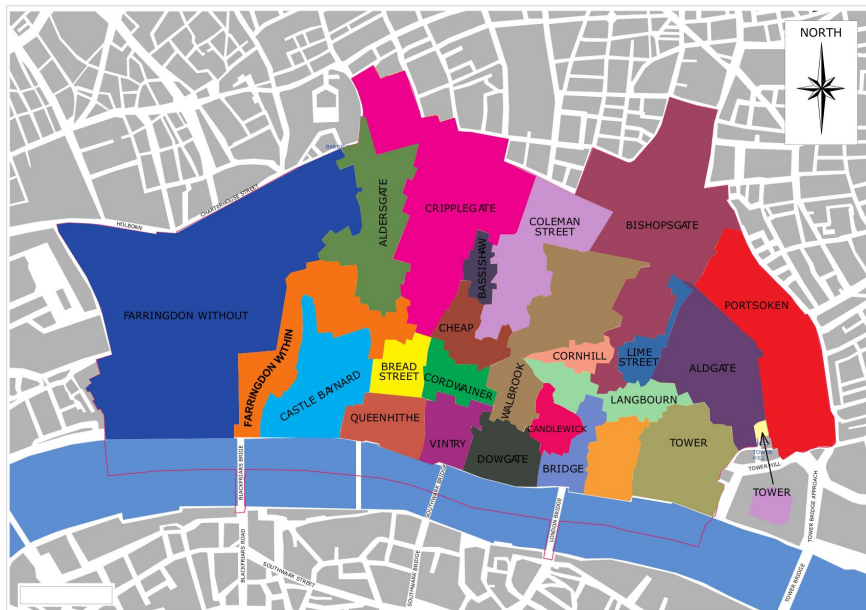 NORTH
CHARTERHOUSE STREET
HOLBORN
ALDERSGATE
CRIPPLEGATE
COLEMAN
STREET
BISHOPSGATE
BASSISHAW
PORTSOKEN
FARRINGDON WITHOUT
CHEAP
CORNHILL
LIME
STREET
ALDGATE
FARRINGDON WITHIN
CASTLE BAYNARD
BREAD
STREET
CORDWAINER
WALBROOK
LANGBOURN
QUEENHITHE
VINTRY
CANDLEWICK
TOWER
DOWGATE
BRIDGE
TOWER HILL
TOWER
BLACKFRIARS BRIGE
SOUTHWARK BRIDGE
LONDON BRIDGE
TOWER BRIDGE APPROACH
BLACKFRIARS ROAD
SOUTHWARK STREET
SOUTHWARK BRIDGE
TOWER BRIDGE